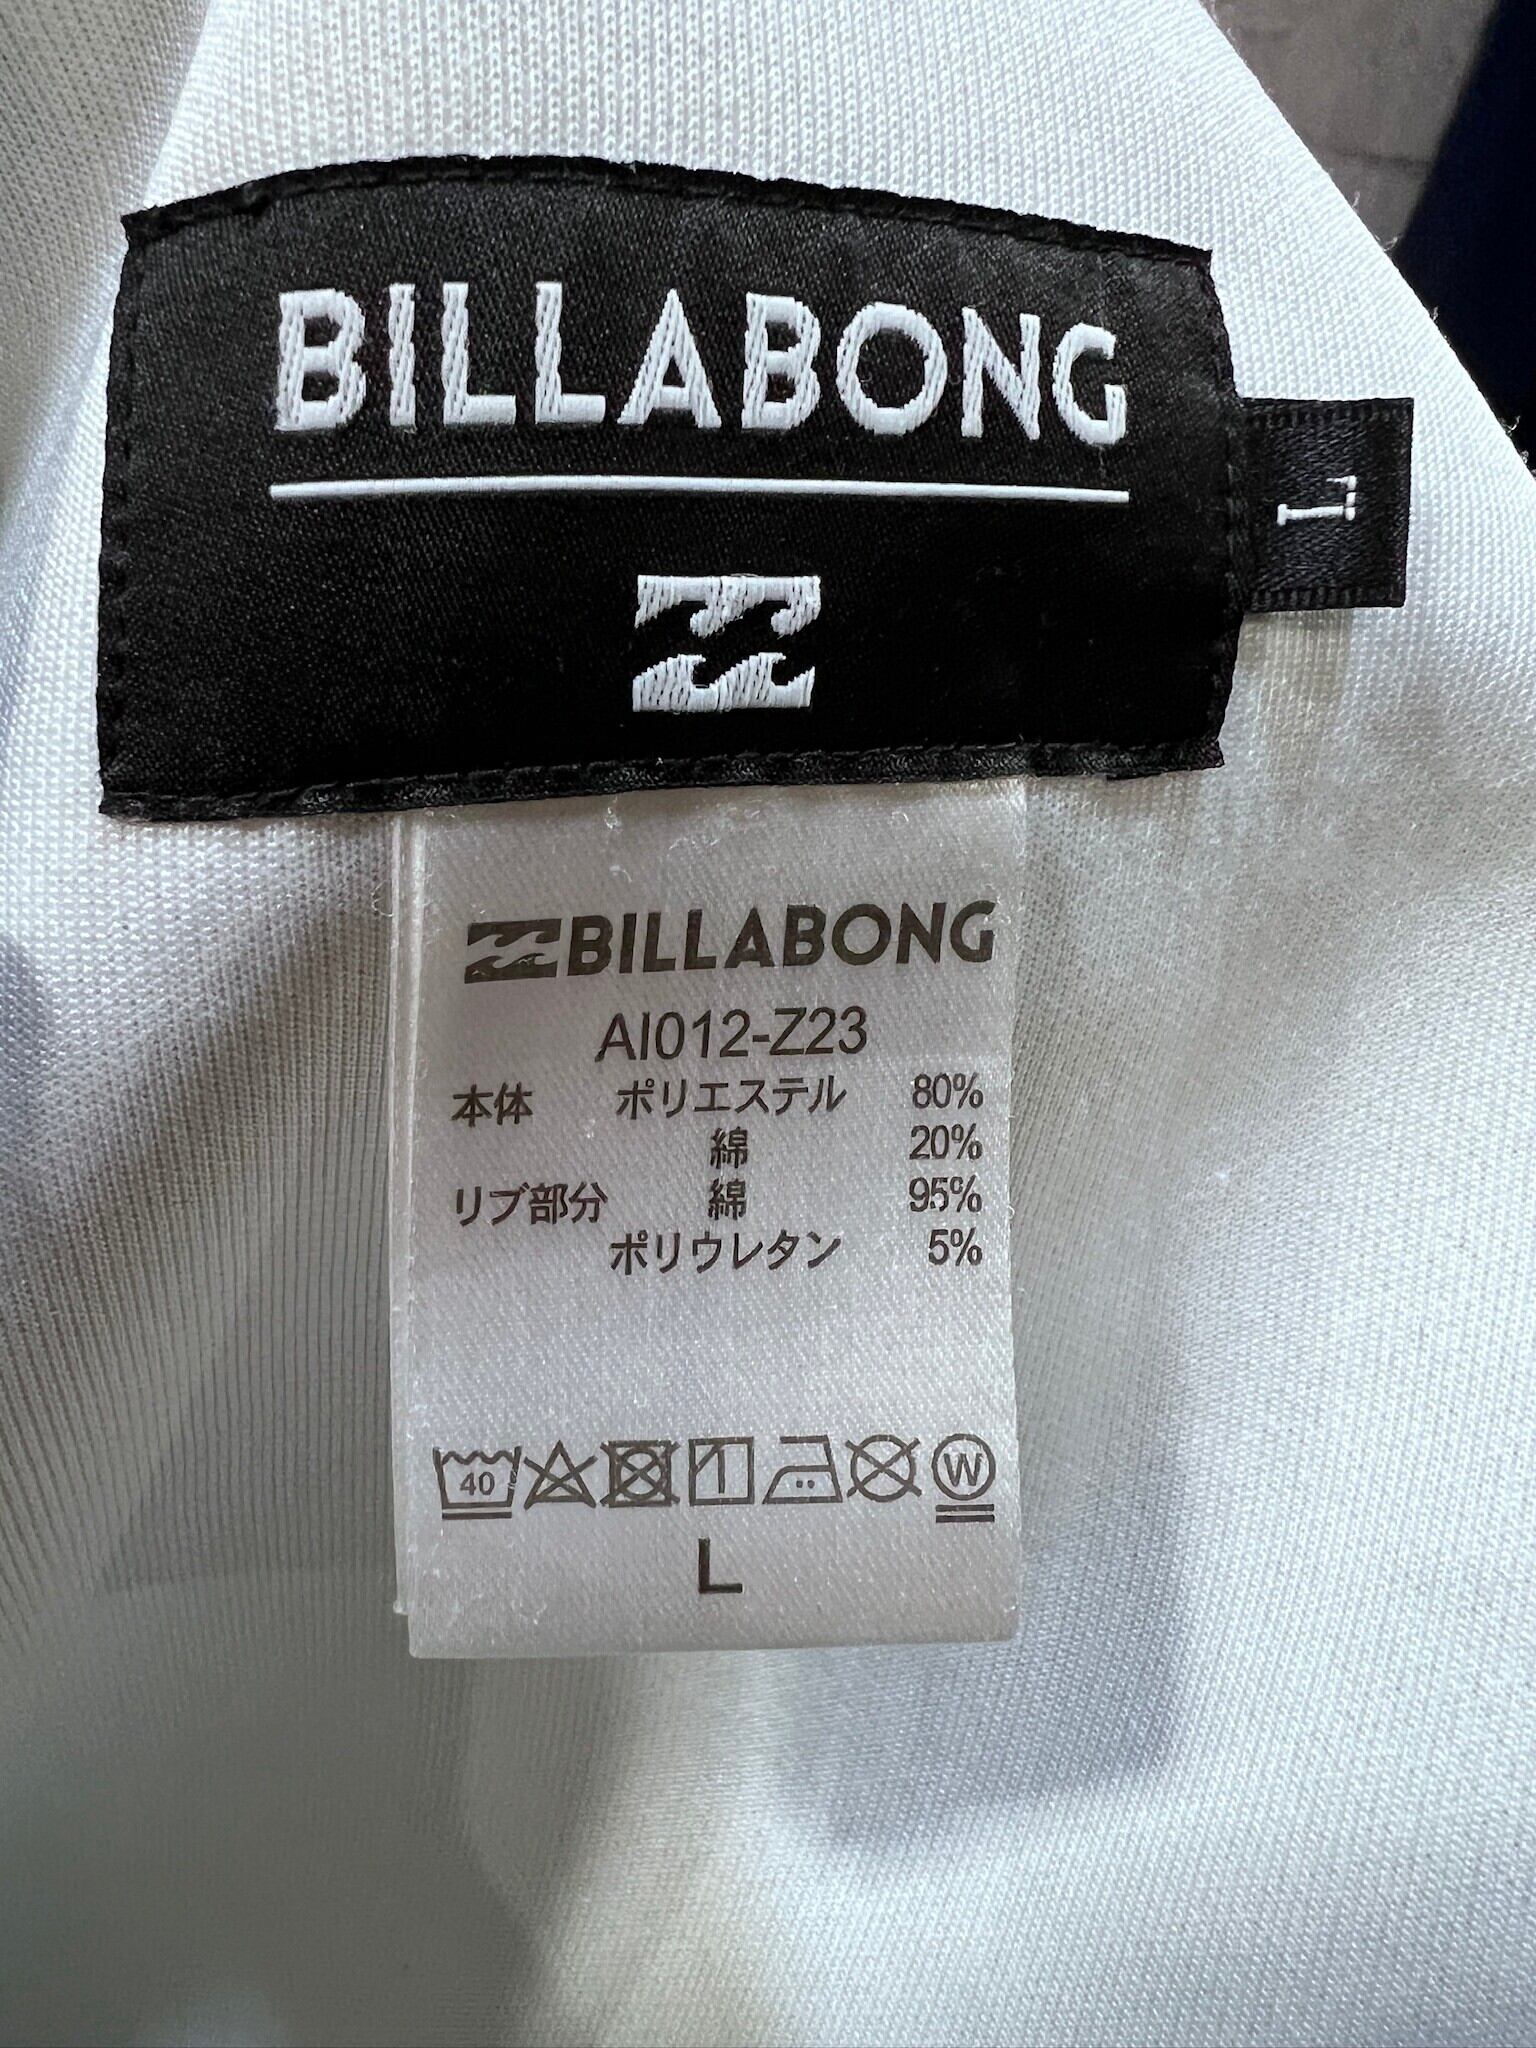 BILLABONG
L
BILLABONG
AI012-Z23
本体 ポリエステル 80%
綿 20%
リブ部分 綿 95%
ポリウレタン 5%
40 W
L